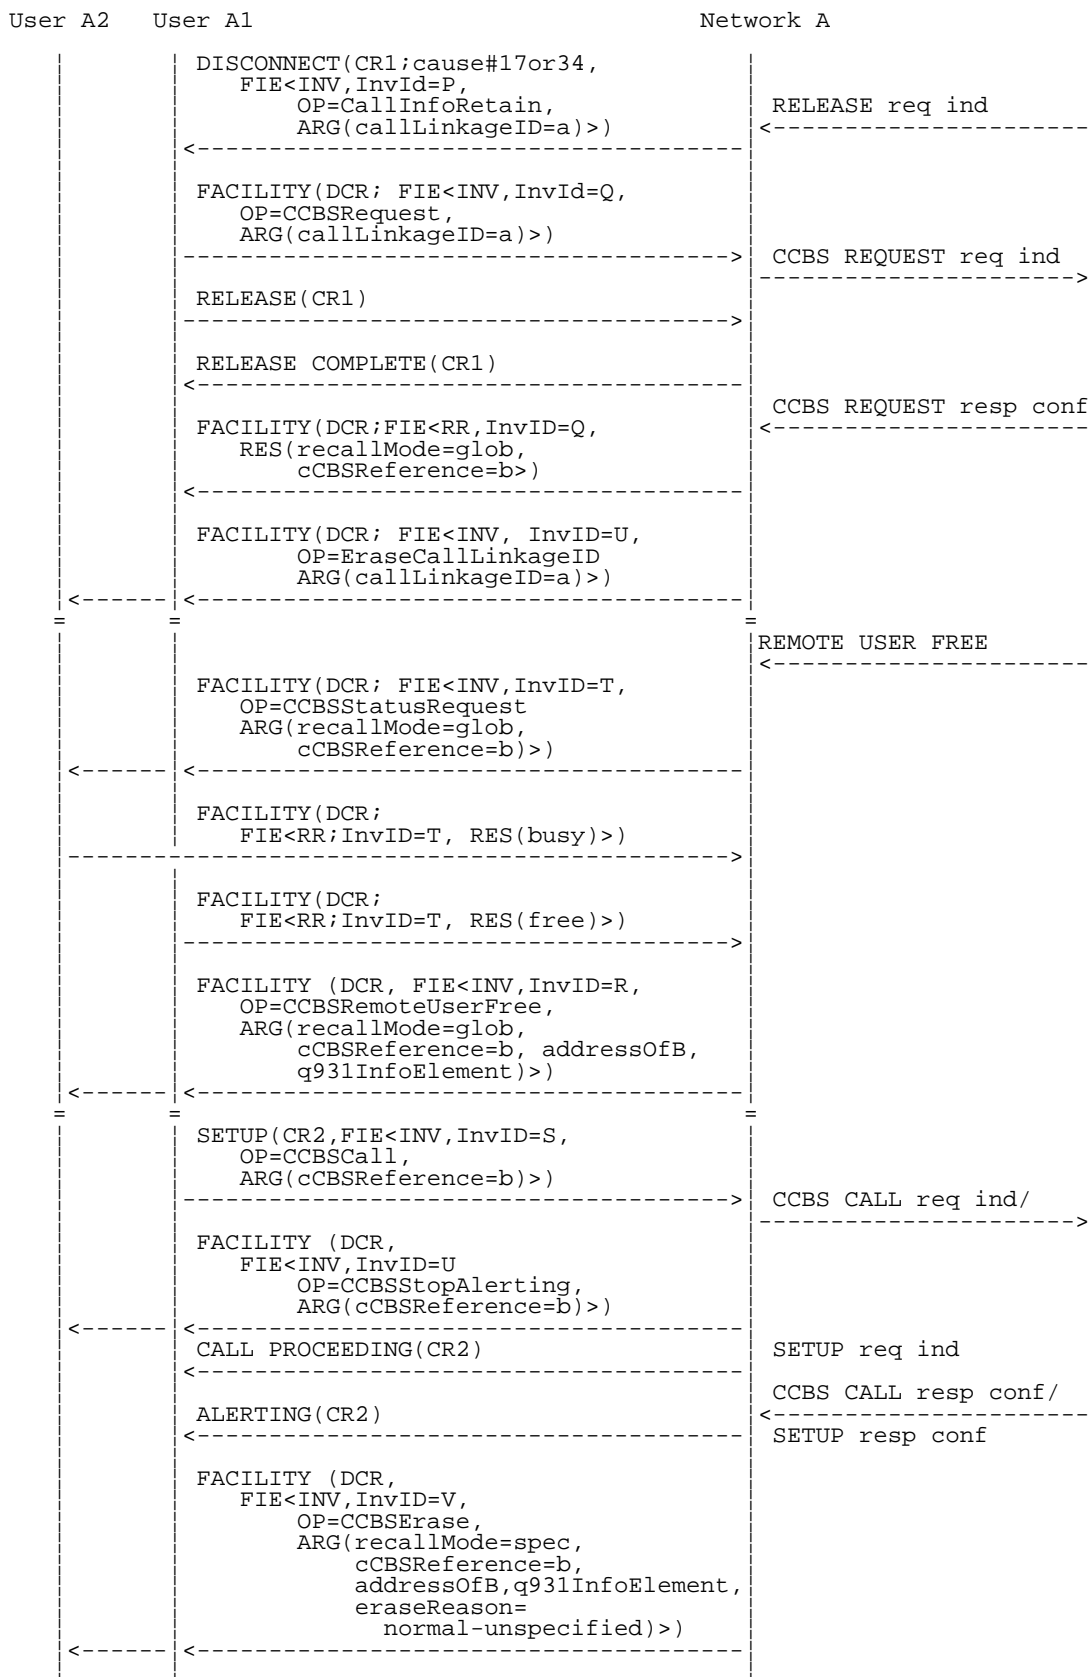 User A2 User A1 Network A
DISCONNECT(CR1;cause#17or34,
FIE<INV,InvId=P,
OP=CallInfoRetain, RELEASE req ind
ARG(callLinkageID=a)>)
FACILITY(DCR; FIE<INV,InvId=Q,
OP=CCBSRequest,
ARG(callLinkageID=a)>)
CCBS REQUEST req ind
RELEASE(CR1)
RELEASE COMPLETE(CR1)
CCBS REQUEST resp conf
FACILITY(DCR;FIE<RR,InvID=Q,
RES(recallMode=glob,
cCBSReference=b>)
FACILITY(DCR; FIE<INV, InvID=U,
OP=EraseCallLinkageID
ARG(callLinkageID=a)>)
REMOTE USER FREE
FACILITY(DCR; FIE<INV,InvID=T,
OP=CCBSStatusRequest
ARG(recallMode=glob,
cCBSReference=b)>)
FACILITY(DCR;
FIE<RR;InvID=T, RES(busy)>)
FACILITY(DCR;
FIE<RR;InvID=T, RES(free)>)
FACILITY (DCR, FIE<INV,InvID=R,
OP=CCBSRemoteUserFree,
ARG(recallMode=glob,
cCBSReference=b, addressOfB,
q931InfoElement)>)
SETUP(CR2,FIE<INV,InvID=S,
OP=CCBSCall,
ARG(cCBSReference=b)>)
CCBS CALL req ind/
FACILITY (DCR,
FIE<INV,InvID=U
OP=CCBSStopAlerting,
ARG(cCBSReference=b)>)
CALL PROCEEDING(CR2) SETUP req ind
CCBS CALL resp conf/
ALERTING(CR2)
SETUP resp conf
FACILITY (DCR,
FIE<INV,InvID=V,
OP=CCBSErase,
ARG(recallMode=spec,
cCBSReference=b,
addressOfB,q931InfoElement,
eraseReason=
normal-unspecified)>)